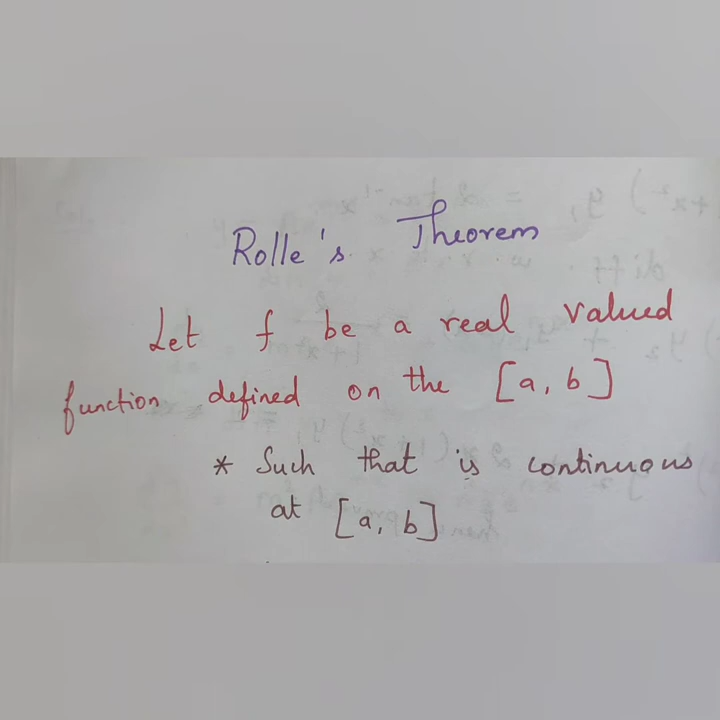 Rolle's Theorem
Let f be a real valued
function defined on the [a, b]
* Such that is continuous
at [a, b]